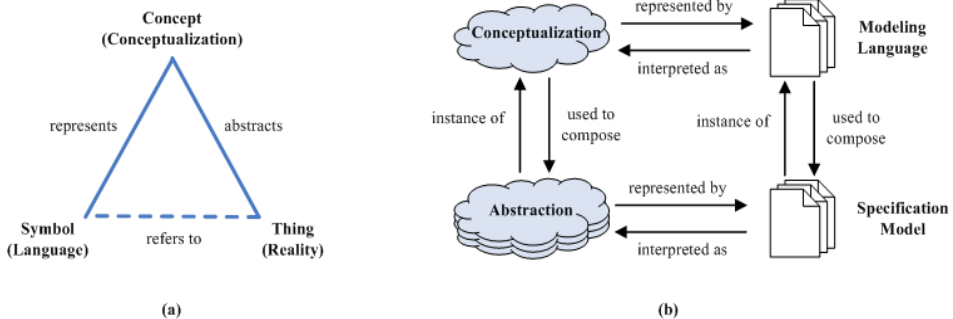 Concept
(Conceptualization)
represents
abstracts
Symbol
(Language)
refers to
Thing
(Reality)
(a)
Conceptualization
represented by
interpreted as
Modeling
Language
instance of
used to
compose
instance of
used to
compose
Abstraction
represented by
interpreted as
Specification
Model
(b)